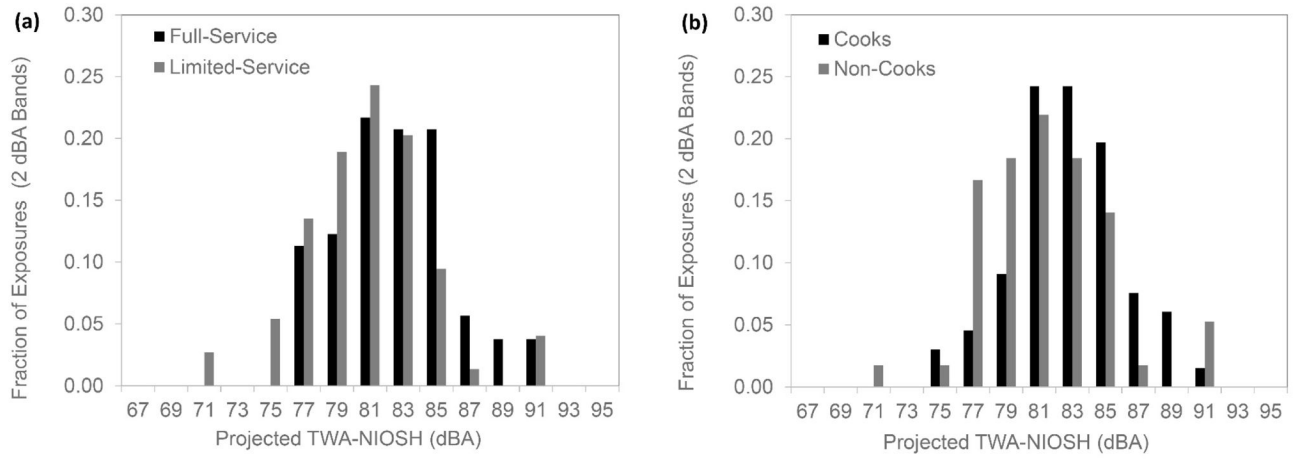 (a)
Fraction of Exposures (2 dBA Bands)
0.30
0.25
0.20
0.15
0.10
0.05
0.00
Full-Service
Limited-Service
67 69 71 73 75 77 79 81 83 85 87 89 91 93 95
Projected TWA-NIOSH (dBA)
(b)
Fraction of Exposures (2 dBA Bands)
0.30
0.25
0.20
0.15
0.10
0.05
0.00
Cooks
Non-Cooks
67 69 71 73 75 77 79 81 83 85 87 89 91 93 95
Projected TWA-NIOSH (dBA)